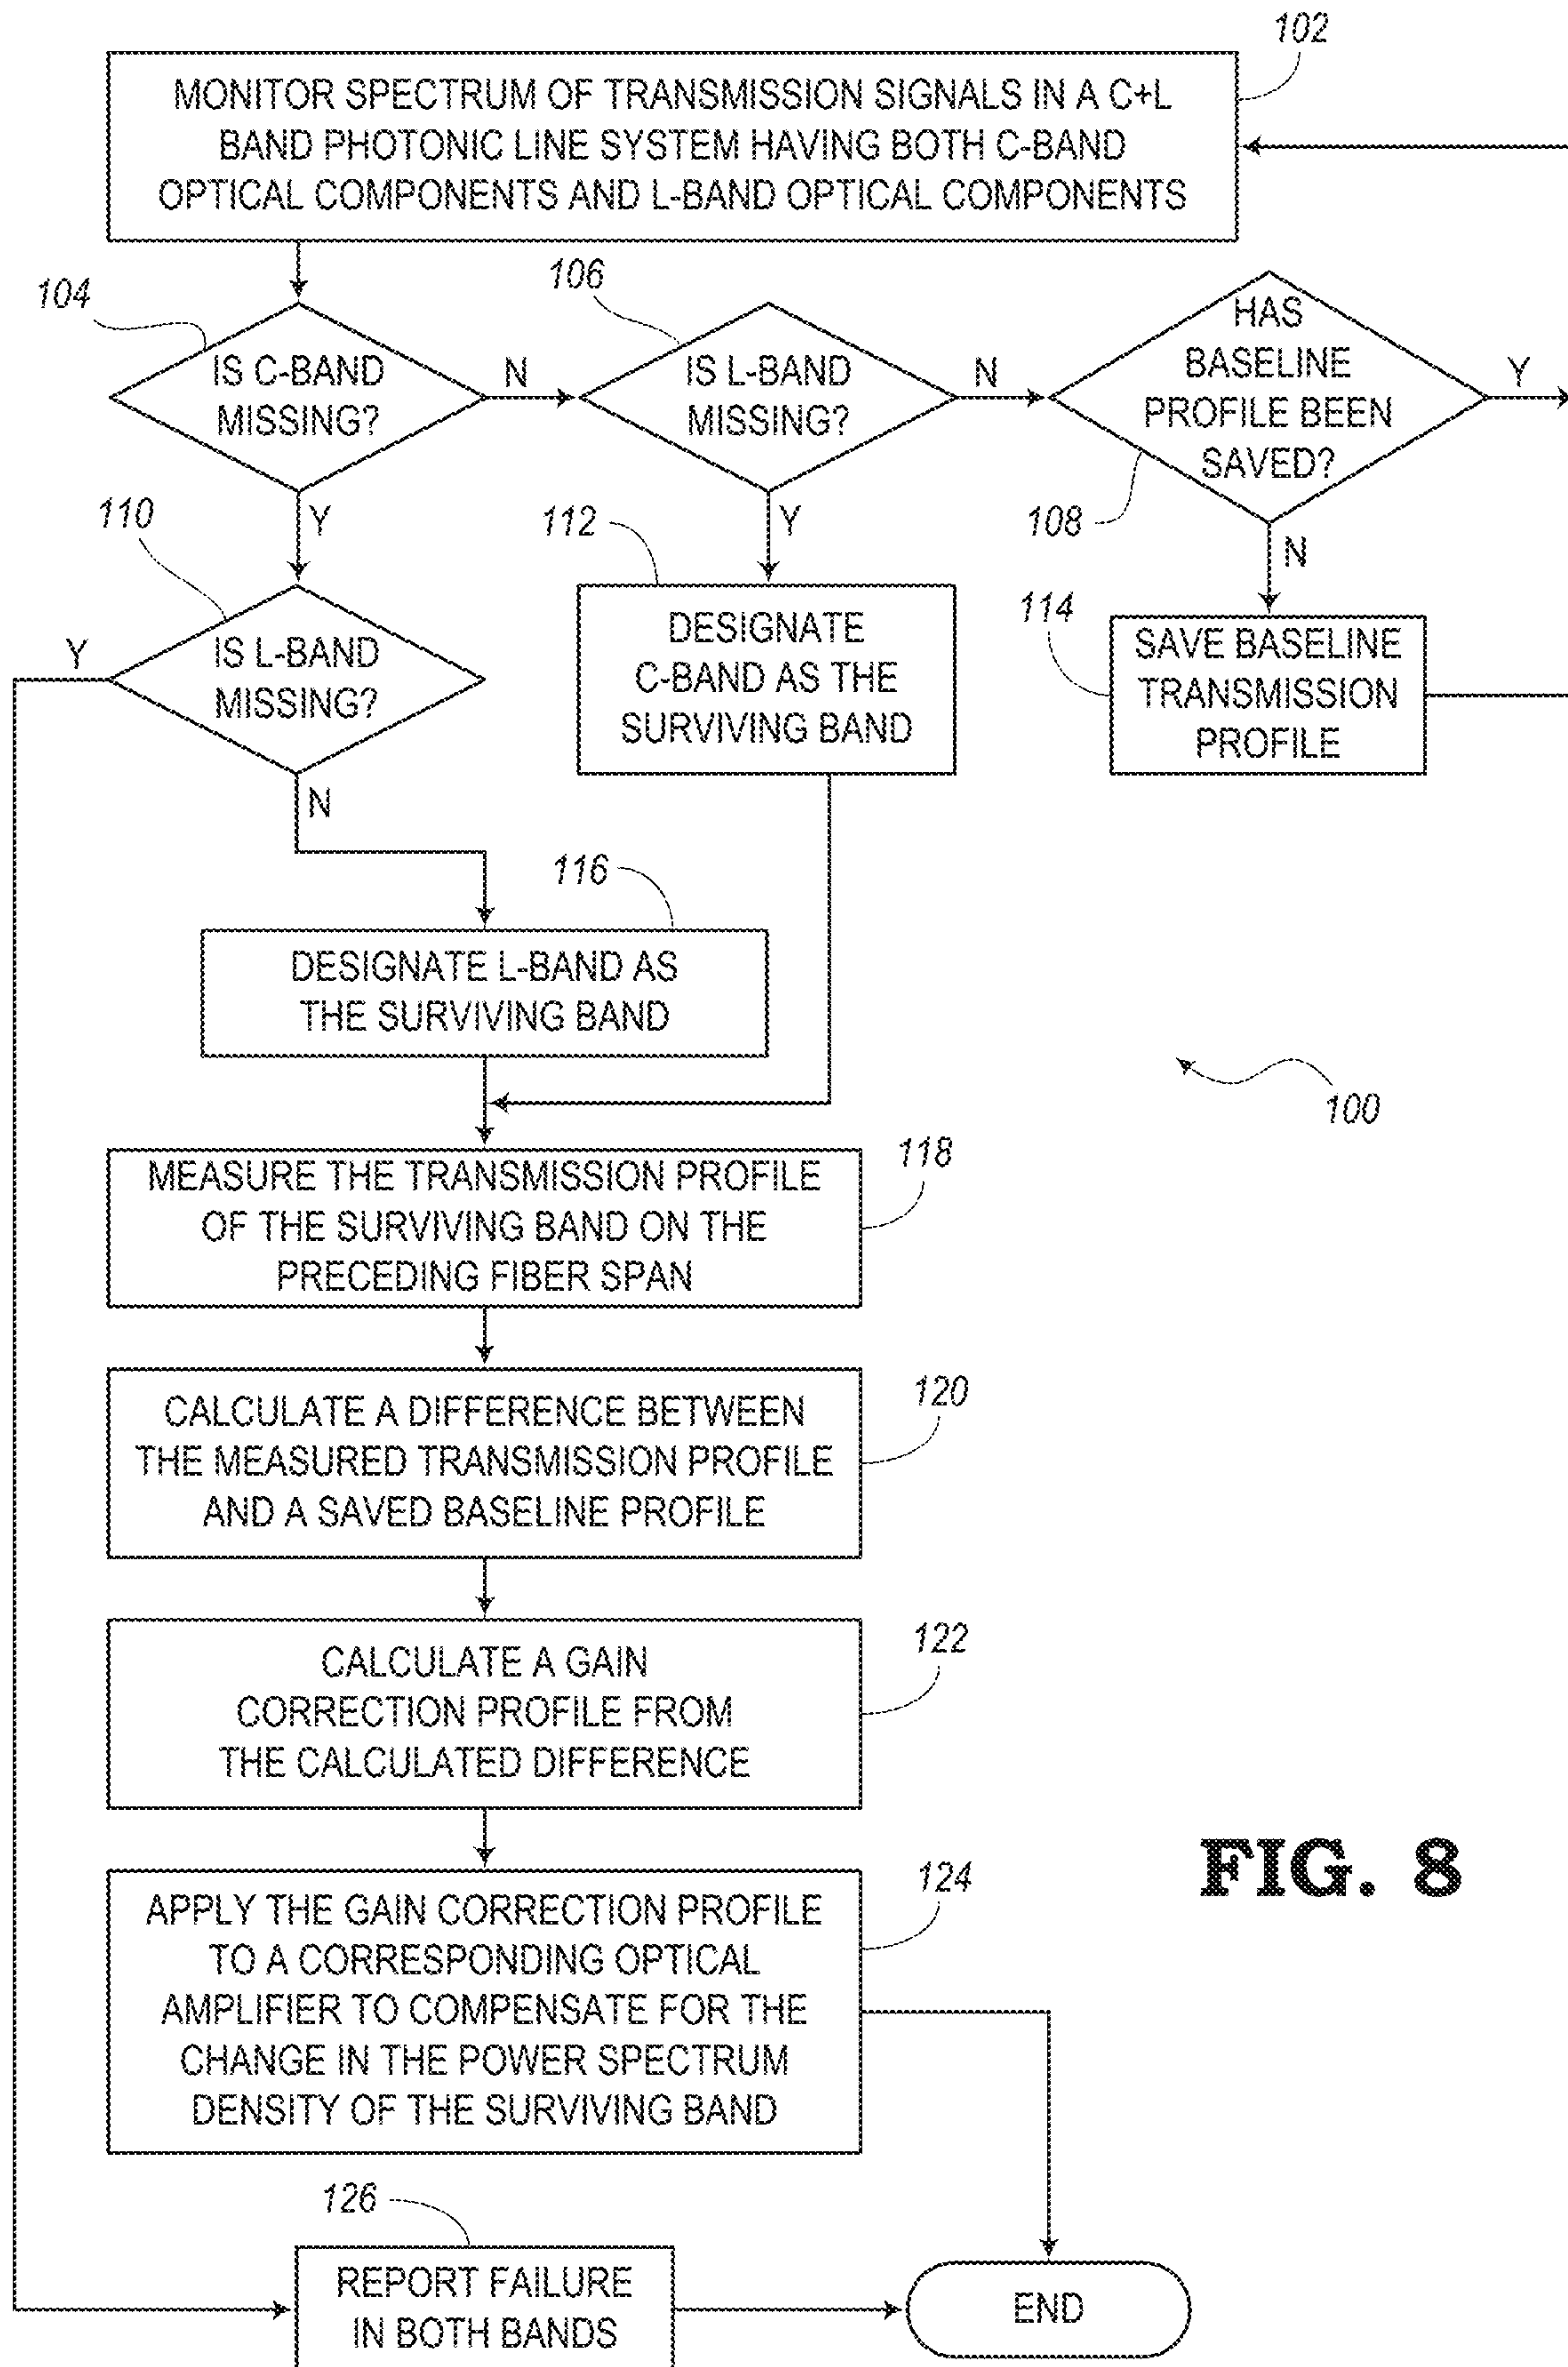 102
MONITOR SPECTRUM OF TRANSMISSION SIGNALS IN A C+L
BAND PHOTONIC LINE SYSTEM HAVING BOTH C-BAND
OPTICAL COMPONENTS AND L-BAND OPTICAL COMPONENTS
104
IS C-BAND
MISSING?
N
Y
106
IS L-BAND
MISSING?
N
Y
HAS
BASELINE
PROFILE BEEN
SAVED?
Y
108
N
110
Y
IS L-BAND
MISSING?
N
112
DESIGNATE
C-BAND AS THE
SURVIVING BAND
114
SAVE BASELINE
TRANSMISSION
PROFILE
116
DESIGNATE L-BAND AS
THE SURVIVING BAND
100
118
MEASURE THE TRANSMISSION PROFILE
OF THE SURVIVING BAND ON THE
PRECEDING FIBER SPAN
120
CALCULATE A DIFFERENCE BETWEEN
THE MEASURED TRANSMISSION PROFILE
AND A SAVED BASELINE PROFILE
122
CALCULATE A GAIN
CORRECTION PROFILE FROM
THE CALCULATED DIFFERENCE
124
APPLY THE GAIN CORRECTION PROFILE
TO A CORRESPONDING OPTICAL
AMPLIFIER TO COMPENSATE FOR THE
CHANGE IN THE POWER SPECTRUM
DENSITY OF THE SURVIVING BAND
FIG. 8
126
REPORT FAILURE
IN BOTH BANDS
END